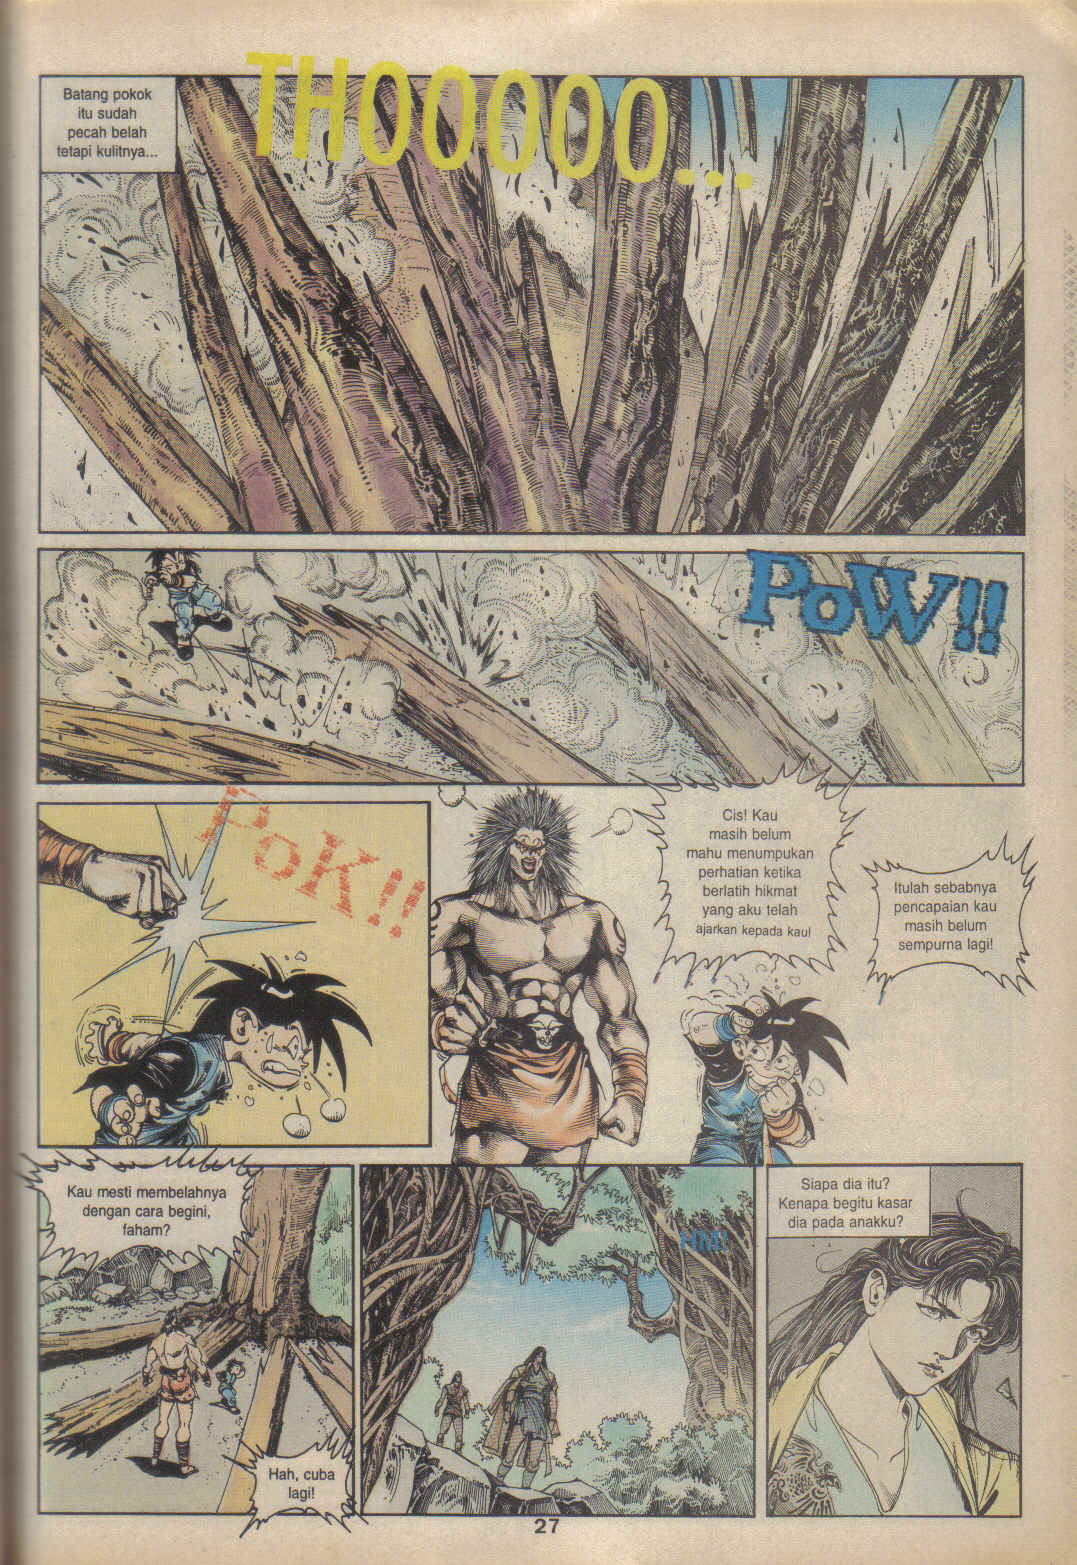 THOOOOO...
Batang pokok
itu sudah
pecah belah
tetapi kulitnya...
POW!!
POK!!!
Cis! Kau
masih belum
mahu menumpukan
perhatian ketika
berlatih hikmat
yang aku telah
ajarkan kepada kau!
Itulah sebabnya
pencapaian kau
masih belum
sempurna lagi!
Kau mesti membelahnya
dengan cara begini,
faham?
Hah, cuba
lagi!
HM!
Siapa dia itu?
Kenapa begitu kasar
dia pada anakku?
27